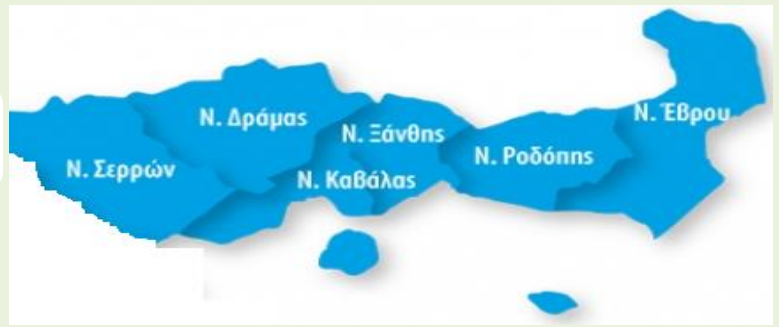 Ν. Δράμας
Ν. Ξάνθης
Ν. Έβρου
Ν. Σερρών
Ν. Καβάλας
Ν. Ροδόπης